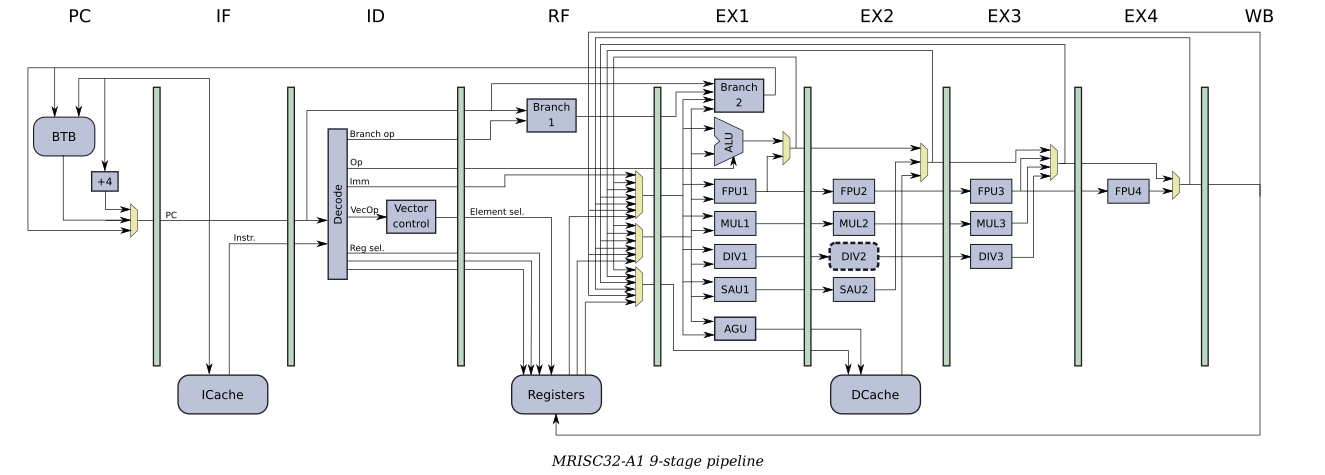 PC IF ID RF EX1 EX2 EX3 EX4 WB
BTB
+4
PC
Instr.
ICache
Decode
Branch op
Op
Imm
VecOp
Vector
control
Element sel.
Reg sel.
Branch
1
Registers
Branch
2
ALU
FPU1
MUL1
DIV1
SAU1
AGU
FPU2
MUL2
DIV2
SAU2
DCache
FPU3
MUL3
DIV3
FPU4
MRISC32-A1 9-stage pipeline